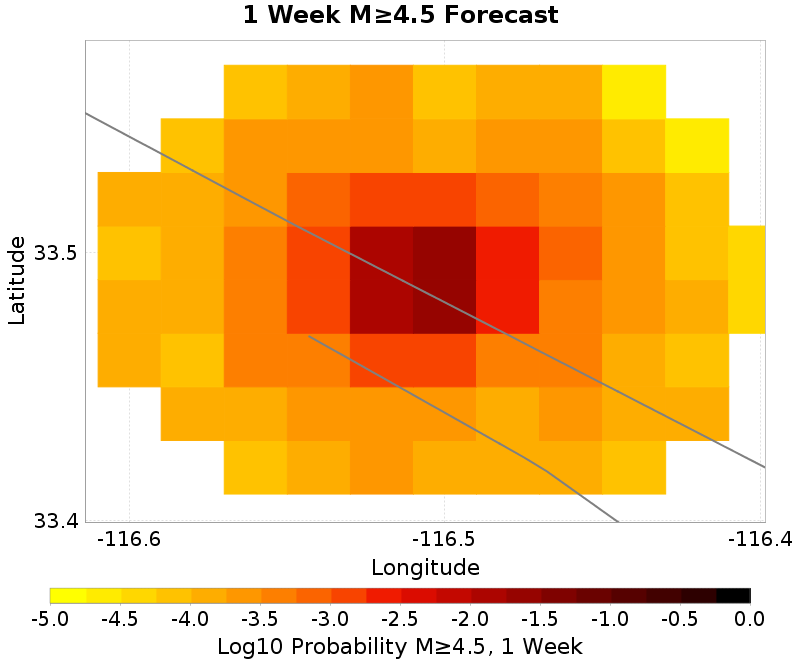 1 Week M≥4.5 Forecast
Latitude
33.5
33.4
-116.6 -116.5 -116.4
Longitude
-5.0 -4.5 -4.0 -3.5 -3.0 -2.5 -2.0 -1.5 -1.0 -0.5 0.0
Log10 Probability M≥4.5, 1 Week